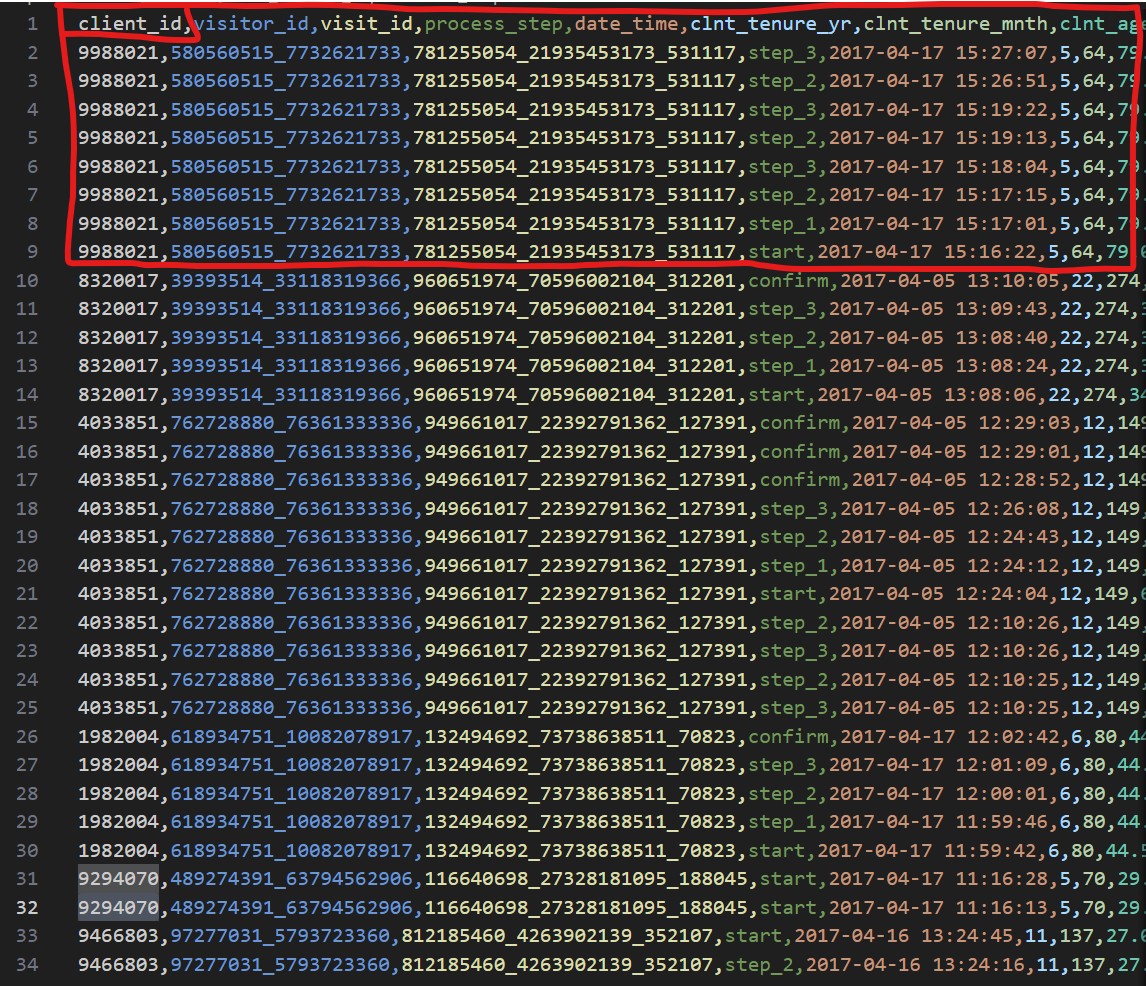 1 client_id,visitor_id,visit_id,process_step,date_time,clnt_tenure_yr,clnt_tenure_mth,clnt_age
2 9988021,580560515_7732621733,781255054_21935453173_531117,step_3,2017-04-17 15:27:07,5,64,79
3 9988021,580560515_7732621733,781255054_21935453173_531117,step_2,2017-04-17 15:26:51,5,64,79
4 9988021,580560515_7732621733,781255054_21935453173_531117,step_3,2017-04-17 15:19:22,5,64,79
5 9988021,580560515_7732621733,781255054_21935453173_531117,step_2,2017-04-17 15:19:13,5,64,79
6 9988021,580560515_7732621733,781255054_21935453173_531117,step_3,2017-04-17 15:18:04,5,64,79.
7 9988021,580560515_7732621733,781255054_21935453173_531117,step_2,2017-04-17 15:17:15,5,64,79.
8 9988021,580560515_7732621733,781255054_21935453173_531117,step_1,2017-04-17 15:17:01,5,64,79.
9 9988021,580560515_7732621733,781255054_21935453173_531117,start,2017-04-17 15:16:22,5,64,79.
10 8320017,39393514_33118319366,960651974_70596002104_312201,confirm,2017-04-05 13:10:05,22,274,
11 8320017,39393514_33118319366,960651974_70596002104_312201,step_3,2017-04-05 13:09:43,22,274,
12 8320017,39393514_33118319366,960651974_70596002104_312201,step_2,2017-04-05 13:08:40,22,274,
13 8320017,39393514_33118319366,960651974_70596002104_312201,step_1,2017-04-05 13:08:24,22,274,
14 8320017,39393514_33118319366,960651974_70596002104_312201,start,2017-04-05 13:08:06,22,274,34
15 4033851,762728880_76361333336,949661017_22392791362_127391,confirm,2017-04-05 12:29:03,12,149
16 4033851,762728880_76361333336,949661017_22392791362_127391,confirm,2017-04-05 12:29:01,12,149
17 4033851,762728880_76361333336,949661017_22392791362_127391,confirm,2017-04-05 12:28:52,12,149
18 4033851,762728880_76361333336,949661017_22392791362_127391,step_3,2017-04-05 12:26:08,12,149,
19 4033851,762728880_76361333336,949661017_22392791362_127391,step_2,2017-04-05 12:24:43,12,149,
20 4033851,762728880_76361333336,949661017_22392791362_127391,step_1,2017-04-05 12:24:12,12,149,
21 4033851,762728880_76361333336,949661017_22392791362_127391,start,2017-04-05 12:24:04,12,149,6
22 4033851,762728880_76361333336,949661017_22392791362_127391,step_2,2017-04-05 12:10:26,12,149,
23 4033851,762728880_76361333336,949661017_22392791362_127391,step_3,2017-04-05 12:10:26,12,149,
24 4033851,762728880_76361333336,949661017_22392791362_127391,step_2,2017-04-05 12:10:25,12,149,
25 4033851,762728880_76361333336,949661017_22392791362_127391,step_3,2017-04-05 12:10:25,12,149,
26 1982004,618934751_10082078917,132494692_73738638511_70823,confirm,2017-04-17 12:02:42,6,80,44
27 1982004,618934751_10082078917,132494692_73738638511_70823,step_3,2017-04-17 12:01:09,6,80,44.
28 1982004,618934751_10082078917,132494692_73738638511_70823,step_2,2017-04-17 12:00:01,6,80,44.
29 1982004,618934751_10082078917,132494692_73738638511_70823,step_1,2017-04-17 11:59:46,6,80,44.
30 1982004,618934751_10082078917,132494692_73738638511_70823,start,2017-04-17 11:59:42,6,80,44.5
31 9294070,489274391_63794562906,116640698_27328181095_188045,start,2017-04-17 11:16:28,5,70,29.
32 9294070,489274391_63794562906,116640698_27328181095_188045,start,2017-04-17 11:16:13,5,70,29.
33 9466803,97277031_5793723360,812185460_4263902139_352107,start,2017-04-16 13:24:45,11,137,27.0
34 9466803,97277031_5793723360,812185460_4263902139_352107,step_2,2017-04-16 13:24:16,11,137,27